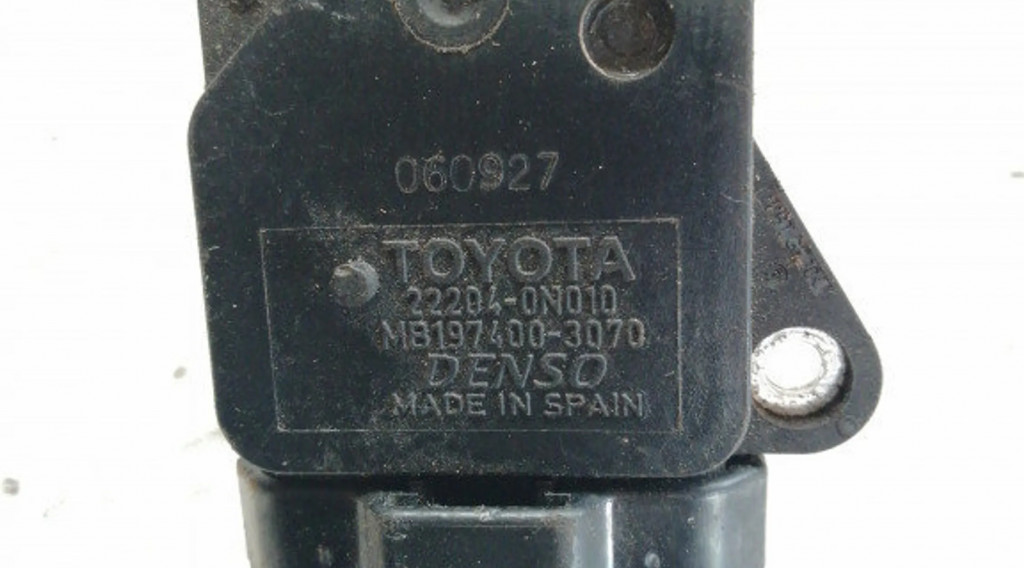 060927
TOYOTA
22204-0N010
MB197400-3070
DENSO
MADE IN SPAIN